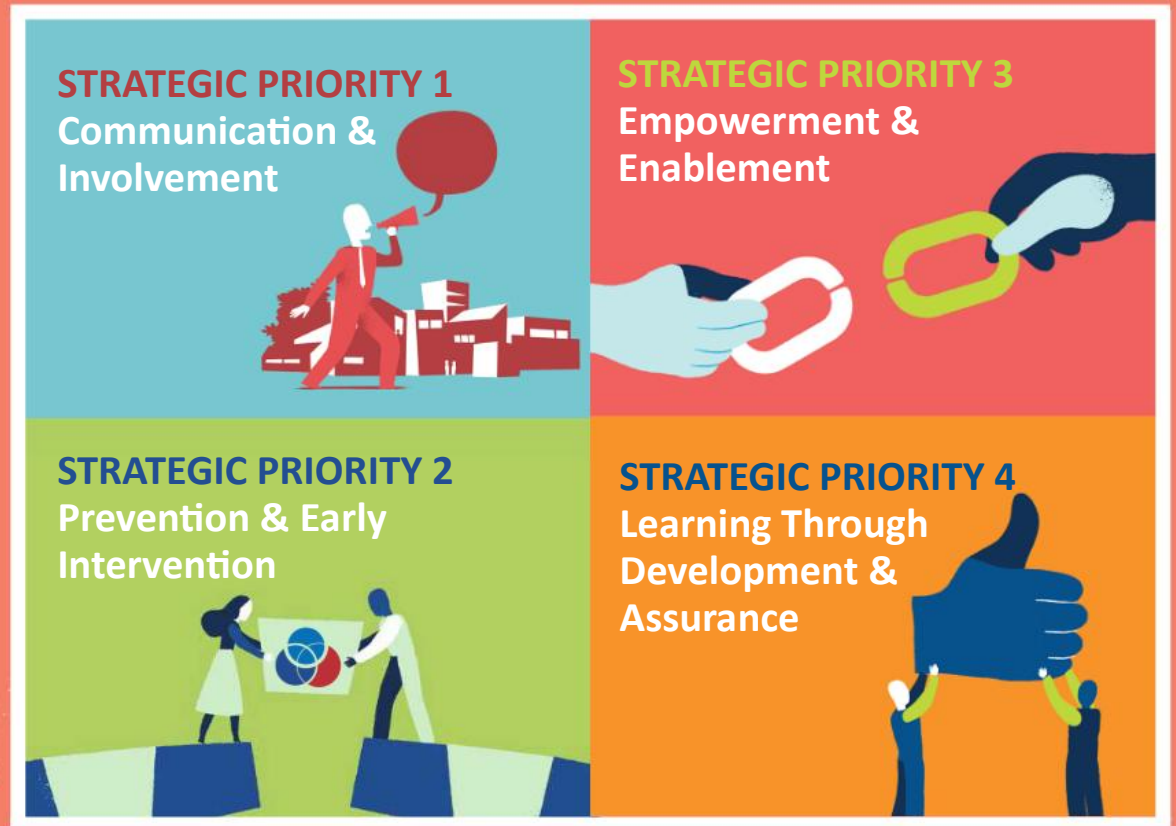 STRATEGIC PRIORITY 1
Communication &
Involvement
STRATEGIC PRIORITY 2
Prevention & Early
Intervention
STRATEGIC PRIORITY 3
Empowerment &
Enablement
STRATEGIC PRIORITY 4
Learning Through
Development &
Assurance